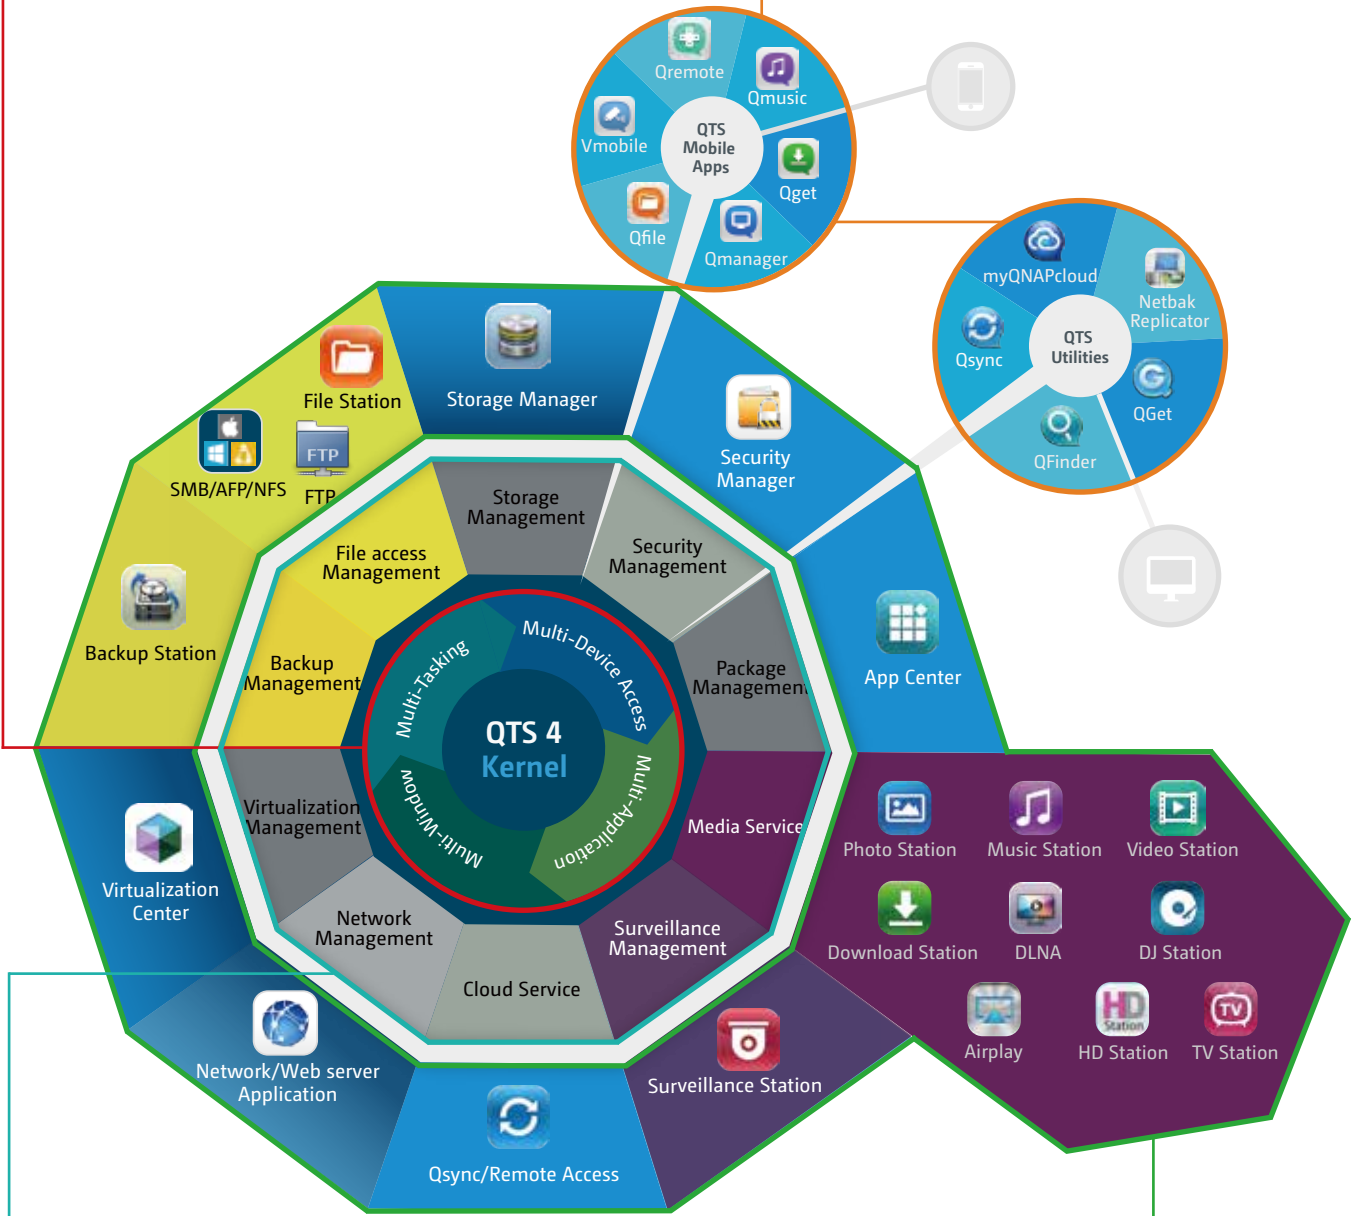 Qremote
Qmusic
Vmobile
QTS
Mobile
Apps
Qget
Qfile
Qmanager
myQNAPcloud
Netbak
Replicator
Qsync
QTS
Utilities
QGet
QFinder
Storage Manager
File Station
SMB/AFP/NFS
FTP
FTP
Security
Manager
Backup Station
App Center
Storage
Management
Security
Management
File access
Management
Backup
Management
Package
Management
Multi-Tasking
Multi-Device Access
Multi-Application
Multi-Window
QTS 4
Kernel
Virtualization
Management
Media Service
Network
Management
Surveillance
Management
Cloud Service
Virtualization
Center
Network/Web server
Application
Qsync/Remote Access
Surveillance Station
Photo Station
Music Station
Video Station
Download Station
DLNA
DJ Station
Airplay
HD
Station
HD Station
TV
TV Station